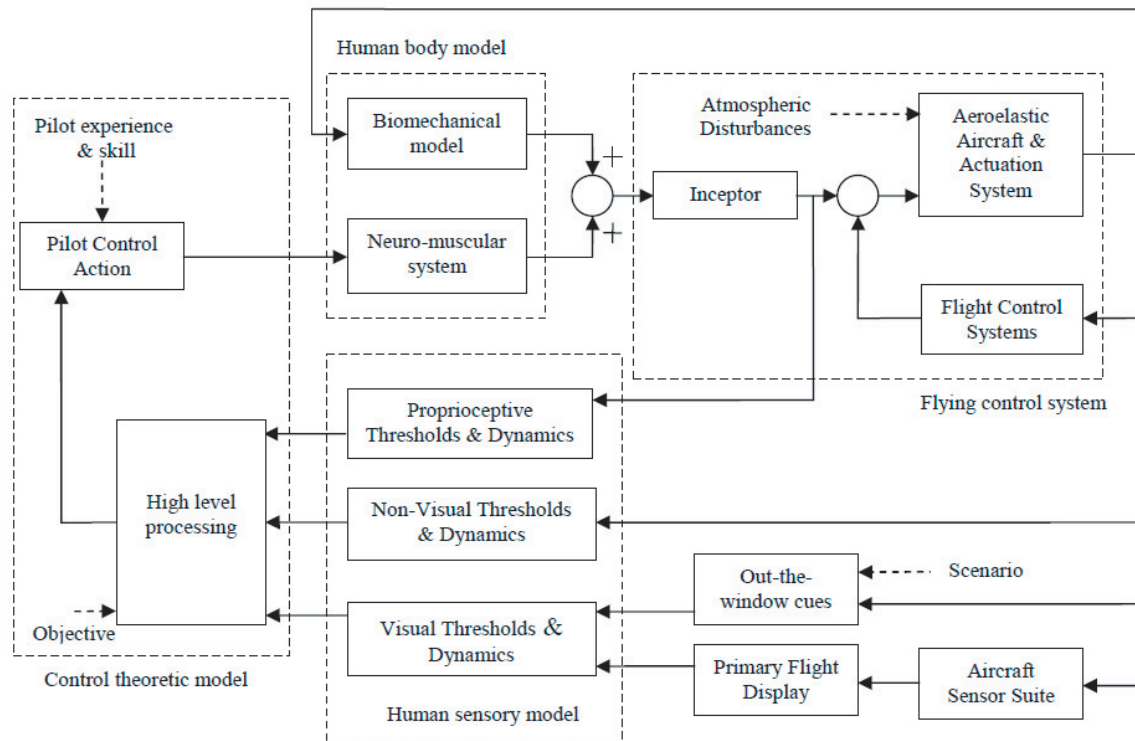 Human body model
Pilot experience
& skill
Biomechanical
model
Atmospheric
Disturbances
Aeroelastic
Aircraft &
Actuation
System
+
Inceptor
Pilot Control
Action
Neuro-muscular
system
+
Flight Control
Systems
Flying control system
Proprioceptive
Thresholds & Dynamics
High level
processing
Non-Visual Thresholds
& Dynamics
Out-the-
window cues
Scenario
Objective
Visual Thresholds &
Dynamics
Primary Flight
Display
Aircraft
Sensor Suite
Control theoretic model
Human sensory model